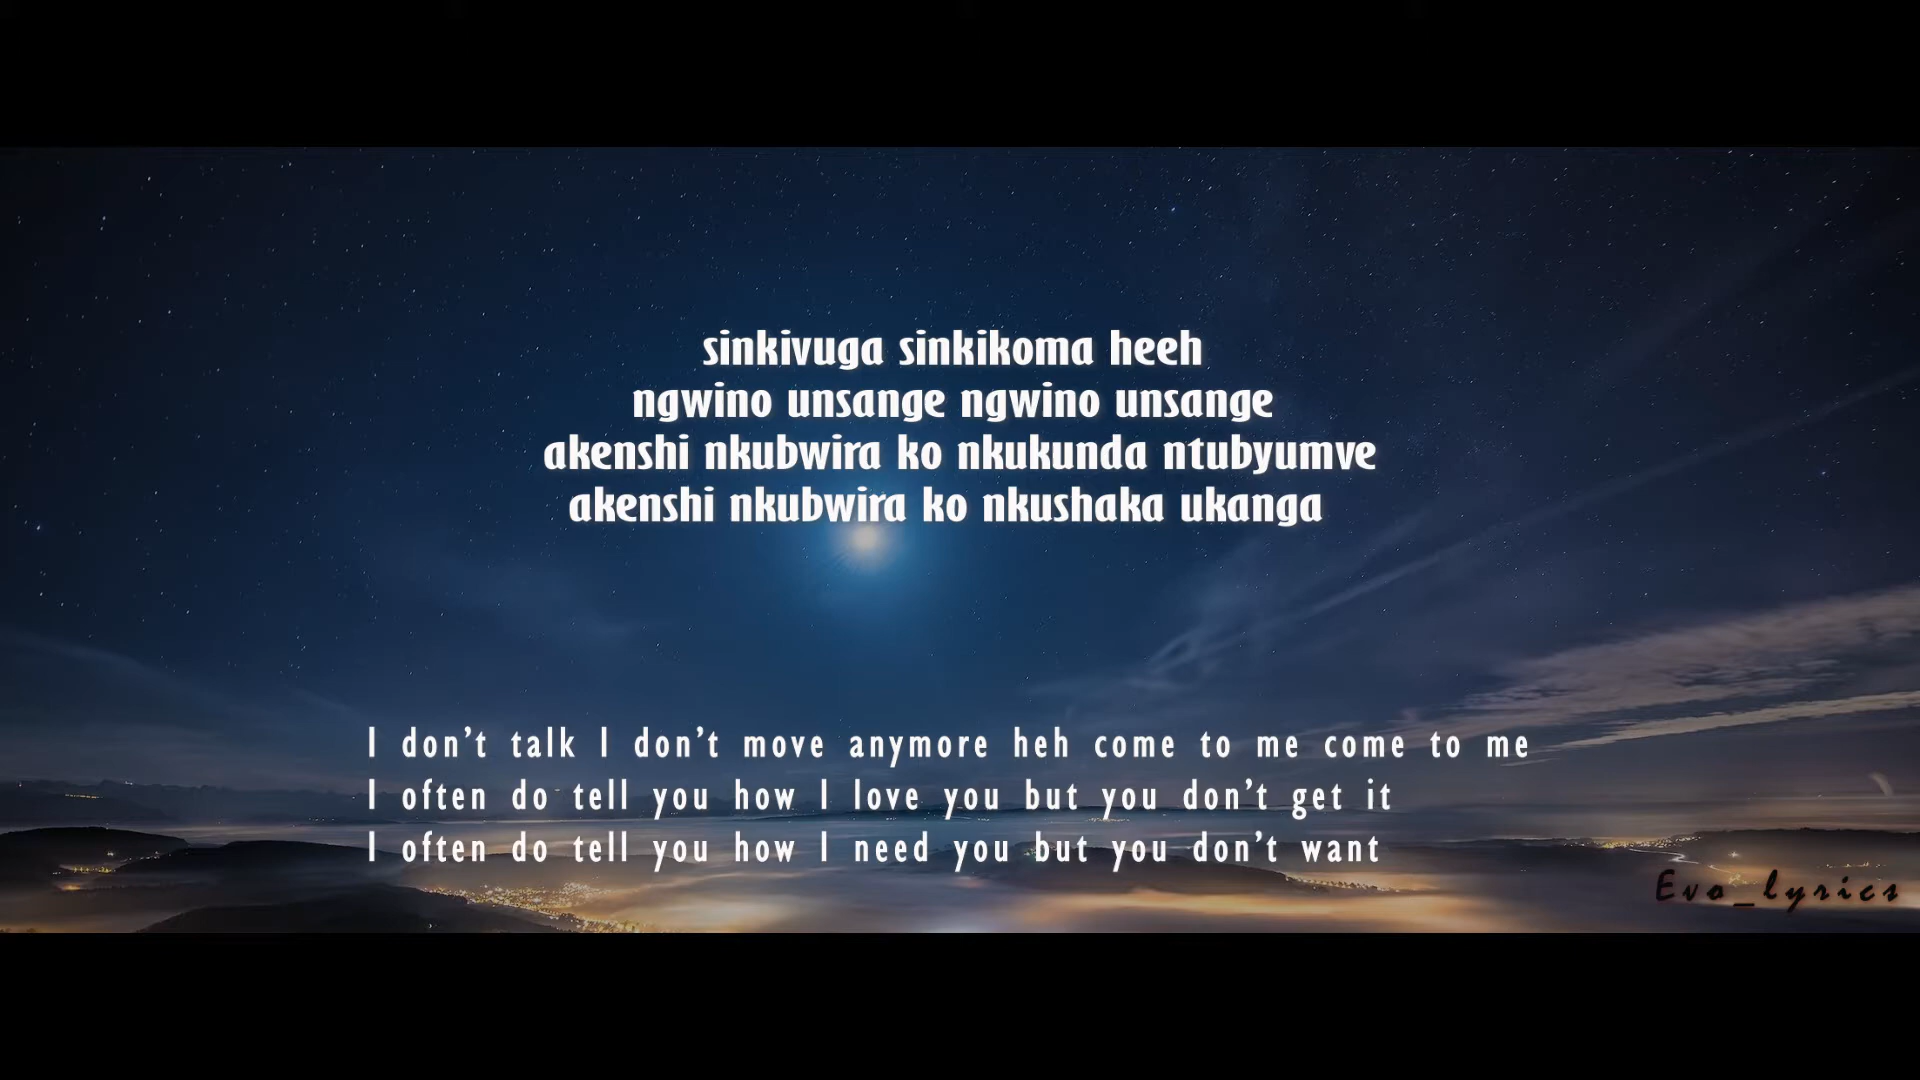 sinkivuga sinkikoma heeh
ngwino unsange ngwino unsange
akenshi nkubwira ko nkukunda ntubyumve
akenshi nkubwira ko nkushaka ukanga
I don't talk I don't move anymore heh come to me come to me
I often do tell you how I love you but you don't get it
I often do tell you how I need you but you don't want
Evo_lyrics